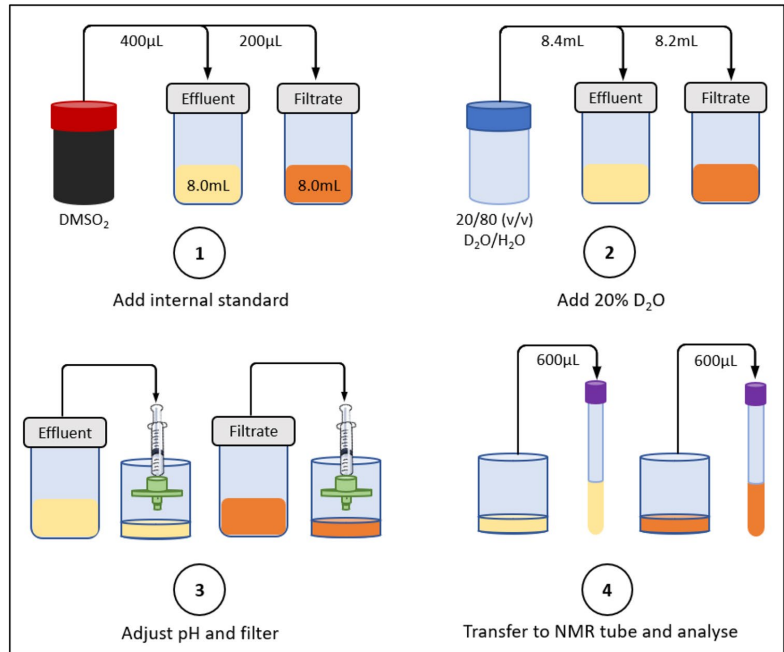 400µL
200µL
Effluent
Filtrate
8.0mL
8.0mL
DMSO₂
1
Add internal standard
8.4mL
8.2mL
Effluent
Filtrate
20/80 (v/v)
D₂O/H₂O
2
Add 20% D₂O
Effluent
Filtrate
3
Adjust pH and filter
600µL
600µL
4
Transfer to NMR tube and analyse